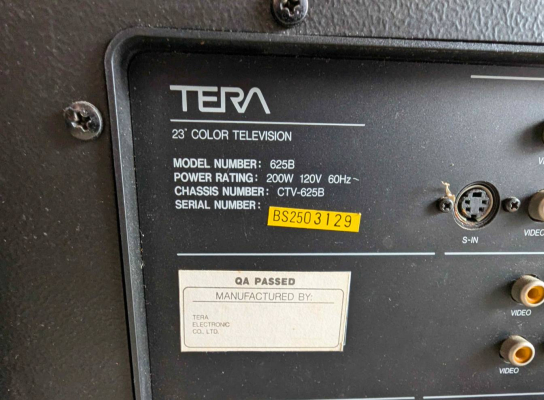 TERA
23" COLOR TELEVISION
MODEL NUMBER: 625B
POWER RATING: 200W 120V 60Hz~
CHASSIS NUMBER: CTV-625B
SERIAL NUMBER: BS2503129
S-IN
VIDEO
QA PASSED
MANUFACTURED BY:
TERA
ELECTRONIC
CO., LTD.
VIDEO
VIDEO